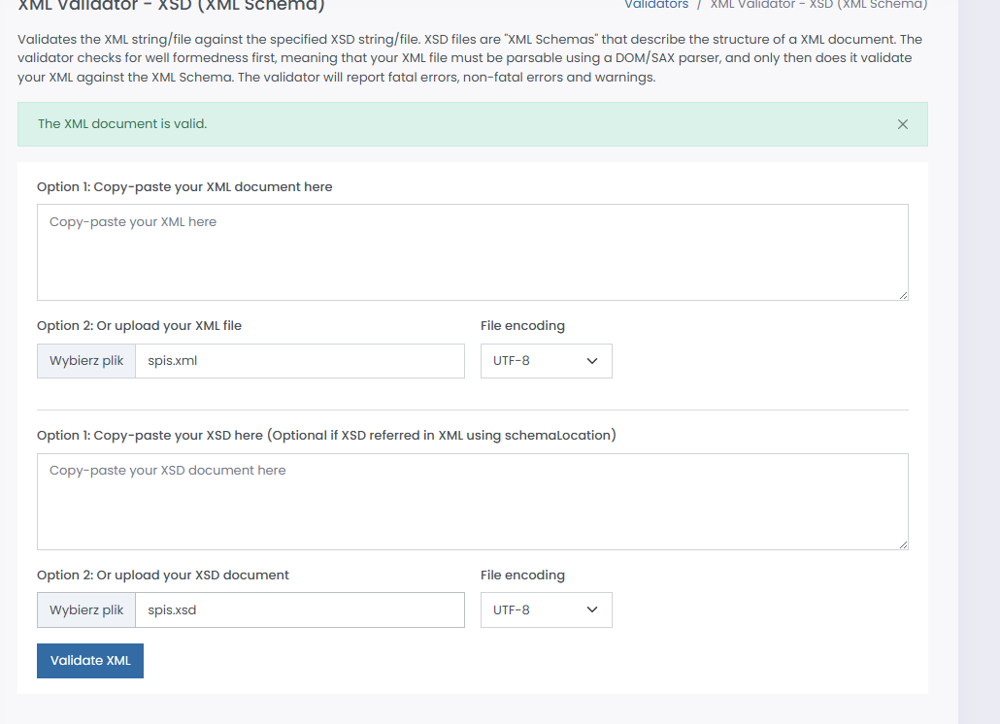 XML Validator - XSD (XML Schema)
Validators / XML Validator - XSD (XML Schema)
Validates the XML string/file against the specified XSD string/file. XSD files are "XML Schemas" that describe the structure of a XML document. The
validator checks for well formedness first, meaning that your XML file must be parsable using a DOM/SAX parser, and only then does it validate
your XML against the XML Schema. The validator will report fatal errors, non-fatal errors and warnings.
The XML document is valid.
Option 1: Copy-paste your XML document here
Copy-paste your XML here
Option 2: Or upload your XML file
File encoding
Wybierz plik spis.xml
UTF-8
Option 1: Copy-paste your XSD here (Optional if XSD referred in XML using schemaLocation)
Copy-paste your XSD document here
Option 2: Or upload your XSD document
File encoding
Wybierz plik spis.xsd
UTF-8
Validate XML